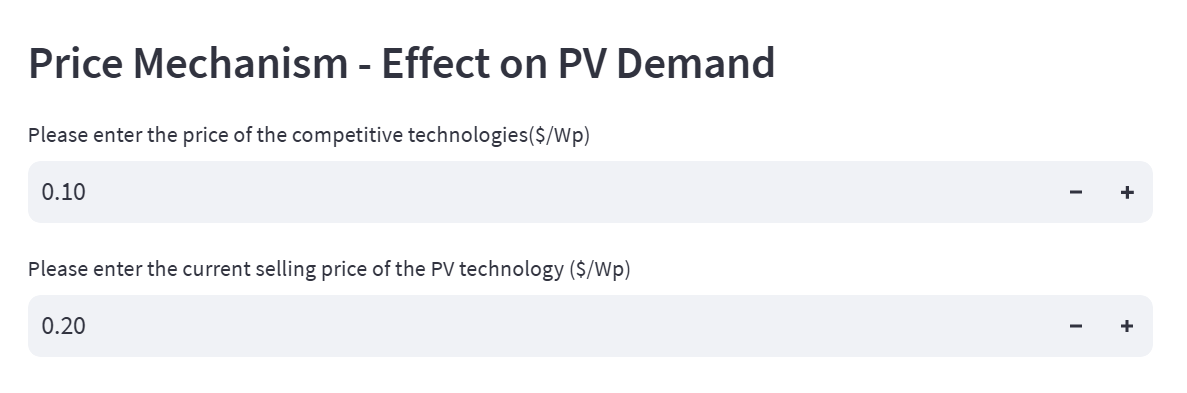 Price Mechanism - Effect on PV Demand
Please enter the price of the competitive technologies($/Wp)
0.10 − +
Please enter the current selling price of the PV technology ($/Wp)
0.20 − +